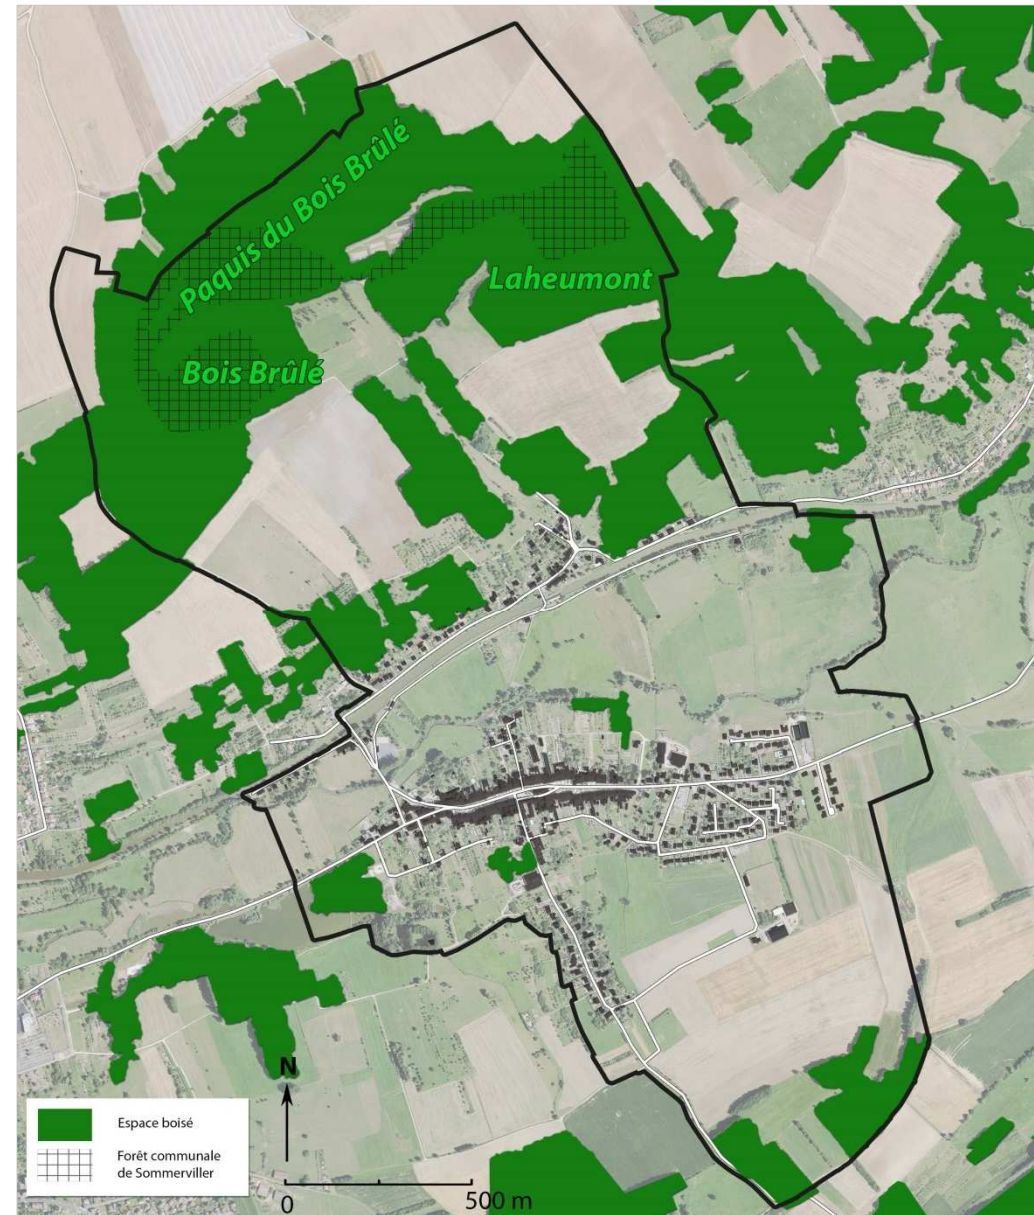 Paquis du Bois Brûlé
Laheumont
Bois Brûlé
N
0
500 m
Espace boisé
Forêt communale
de Sommerviller